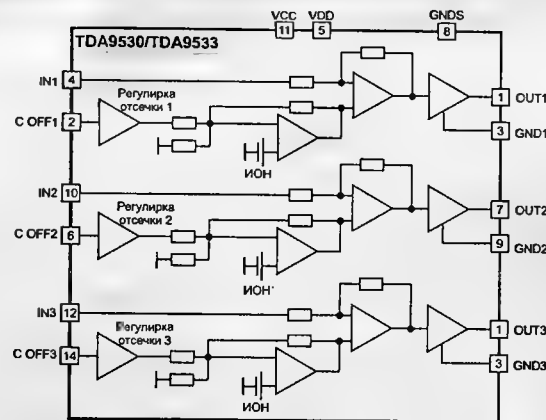 VCC VDD GNDS
11 5 8
TDA9530/TDA9533
IN1 4
Регулирка
отсечки 1
C OFF1 2
1 OUT1
3 GND1
ИОН
IN2 10
Регулирка
отсечки 2
C OFF2 6
7 OUT2
9 GND2
ИОН
IN3 12
Регулирка
отсечки 3
C OFF3 14
1 OUT3
3 GND3
ИОН